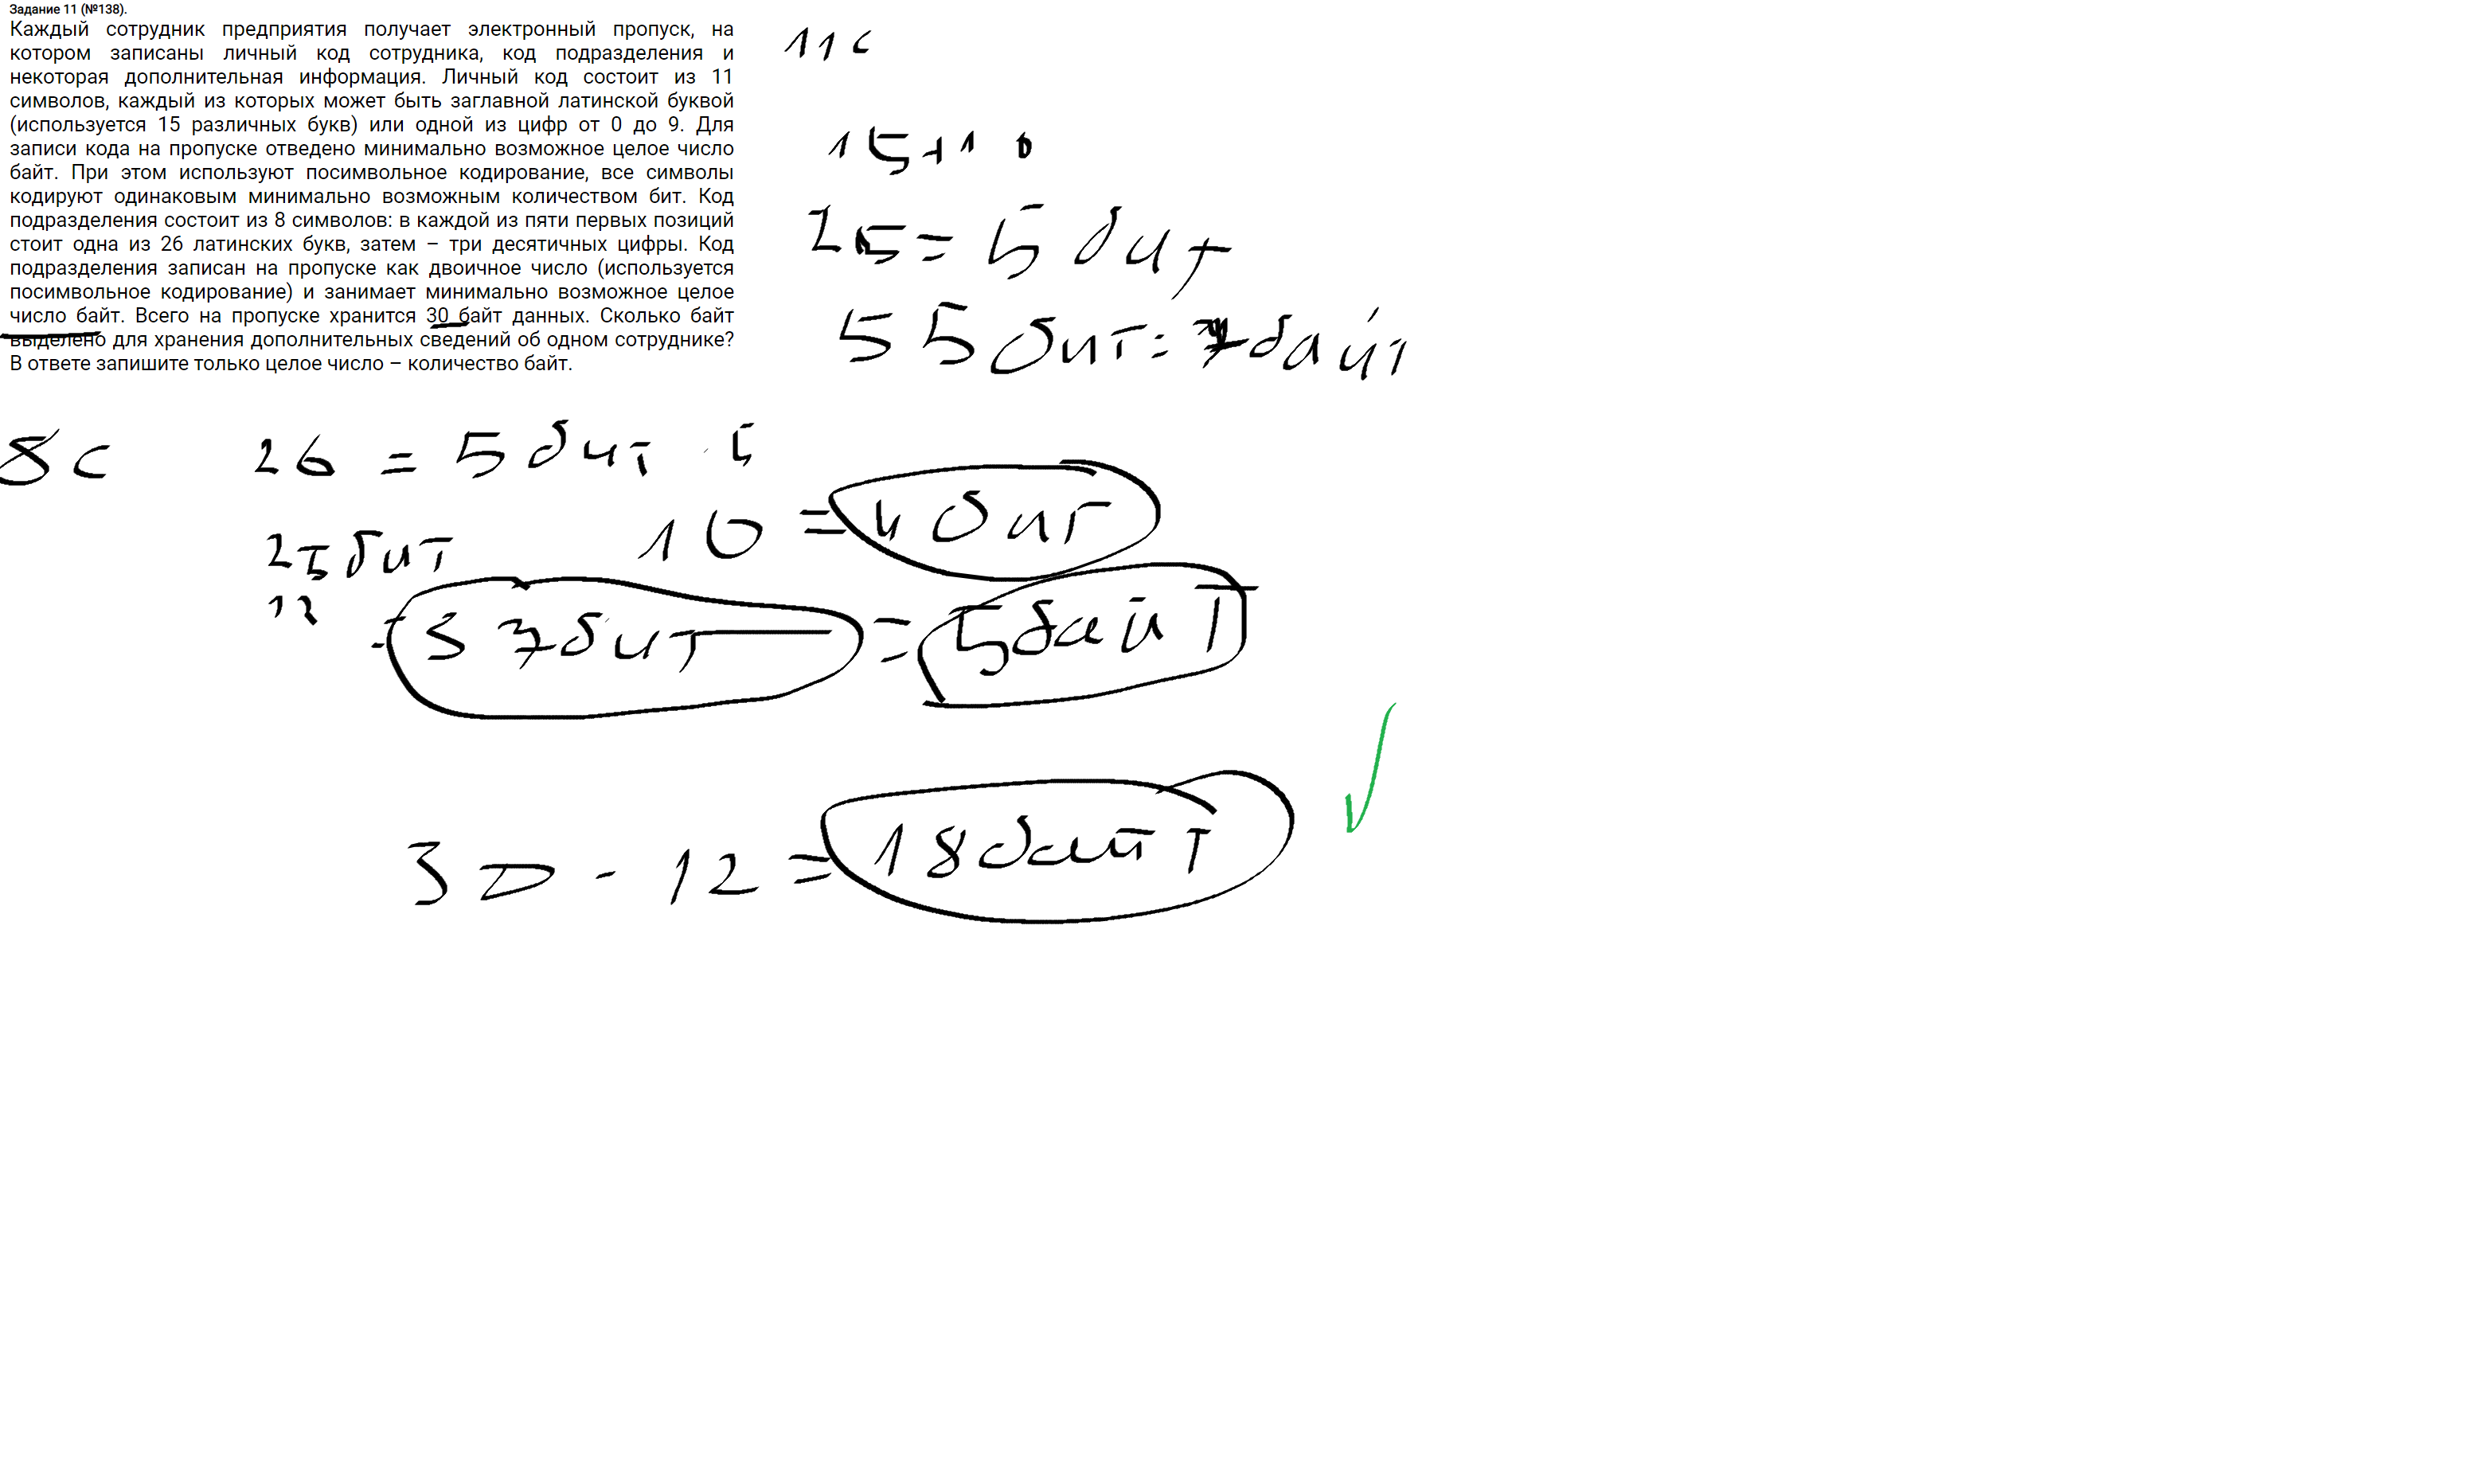 Задание 11 (№138).
Каждый сотрудник предприятия получает электронный пропуск, на
котором записаны личный код сотрудника, код подразделения и
некоторая дополнительная информация. Личный код состоит из 11
символов, каждый из которых может быть заглавной латинской буквой
(используется 15 различных букв) или одной из цифр от 0 до 9. Для
записи кода на пропуске отведено минимально возможное целое число
байт. При этом используют посимвольное кодирование, все символы
кодируют одинаковым минимально возможным количеством бит. Код
подразделения состоит из 8 символов: в каждой из пяти первых позиций
стоит одна из 26 латинских букв, затем – три десятичных цифры. Код
подразделения записан на пропуске как двоичное число (используется
посимвольное кодирование) и занимает минимально возможное целое
число байт. Всего на пропуске хранится 30 байт данных. Сколько байт
выделено для хранения дополнительных сведений об одном сотруднике?
В ответе запишите только целое число – количество байт.
11 с
15+10
25 = 5 бит
55 бит = 7 байт
8 с 26 = 5 бит · 5
10 = 4 бит
25 бит
12
= 37 бит = 5 байт
30 - 12 = 18 байт